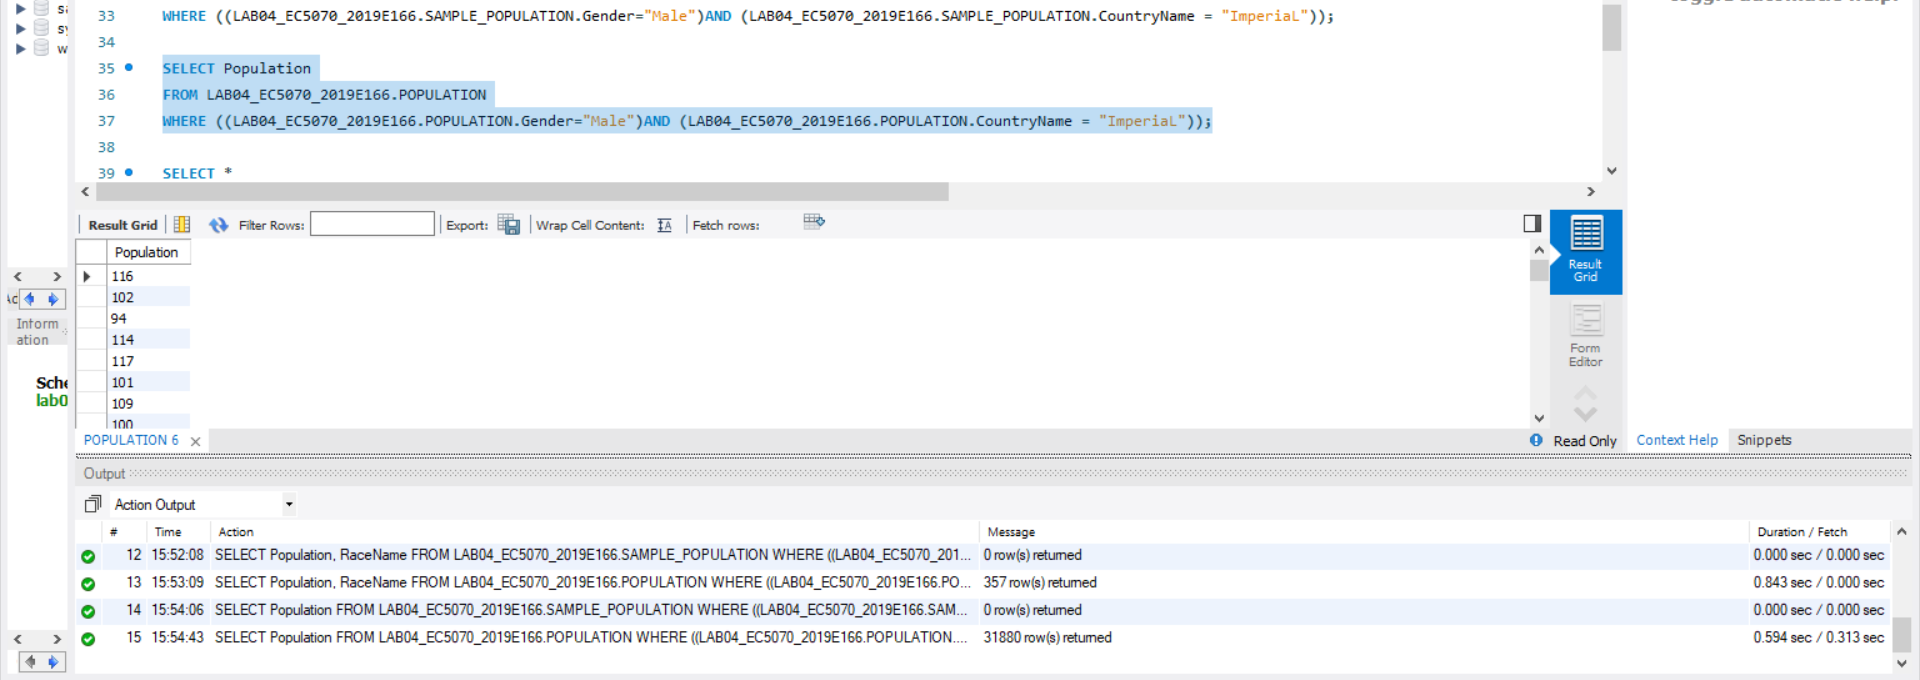 sa
33 WHERE ((LAB04_EC5070_2019E166.SAMPLE_POPULATION.Gender="Male")AND (LAB04_EC5070_2019E166.SAMPLE_POPULATION.CountryName = "ImperiaL"));
sy
34
w
35 SELECT Population
36 FROM LAB04_EC5070_2019E166.POPULATION
37 WHERE ((LAB04_EC5070_2019E166.POPULATION.Gender="Male")AND (LAB04_EC5070_2019E166.POPULATION.CountryName = "ImperiaL"));
38
39 SELECT *
Result Grid Filter Rows: Export: Wrap Cell Content: Fetch rows:
Population
116
102
94
114
117
101
109
100
Result
Grid
Form
Editor
Inform
ation
Sche
lab0
POPULATION 6
Read Only
Context Help Snippets
Output
Action Output
# Time Action Message Duration / Fetch
12 15:52:08 SELECT Population, RaceName FROM LAB04_EC5070_2019E166.SAMPLE_POPULATION WHERE ((LAB04_EC5070_201... 0 row(s) returned 0.000 sec / 0.000 sec
13 15:53:09 SELECT Population, RaceName FROM LAB04_EC5070_2019E166.POPULATION WHERE ((LAB04_EC5070_2019E166.PO... 357 row(s) returned 0.843 sec / 0.000 sec
14 15:54:06 SELECT Population FROM LAB04_EC5070_2019E166.SAMPLE_POPULATION WHERE ((LAB04_EC5070_2019E166.SAM... 0 row(s) returned 0.000 sec / 0.000 sec
15 15:54:43 SELECT Population FROM LAB04_EC5070_2019E166.POPULATION WHERE ((LAB04_EC5070_2019E166.POPULATION.... 31880 row(s) returned 0.594 sec / 0.313 sec